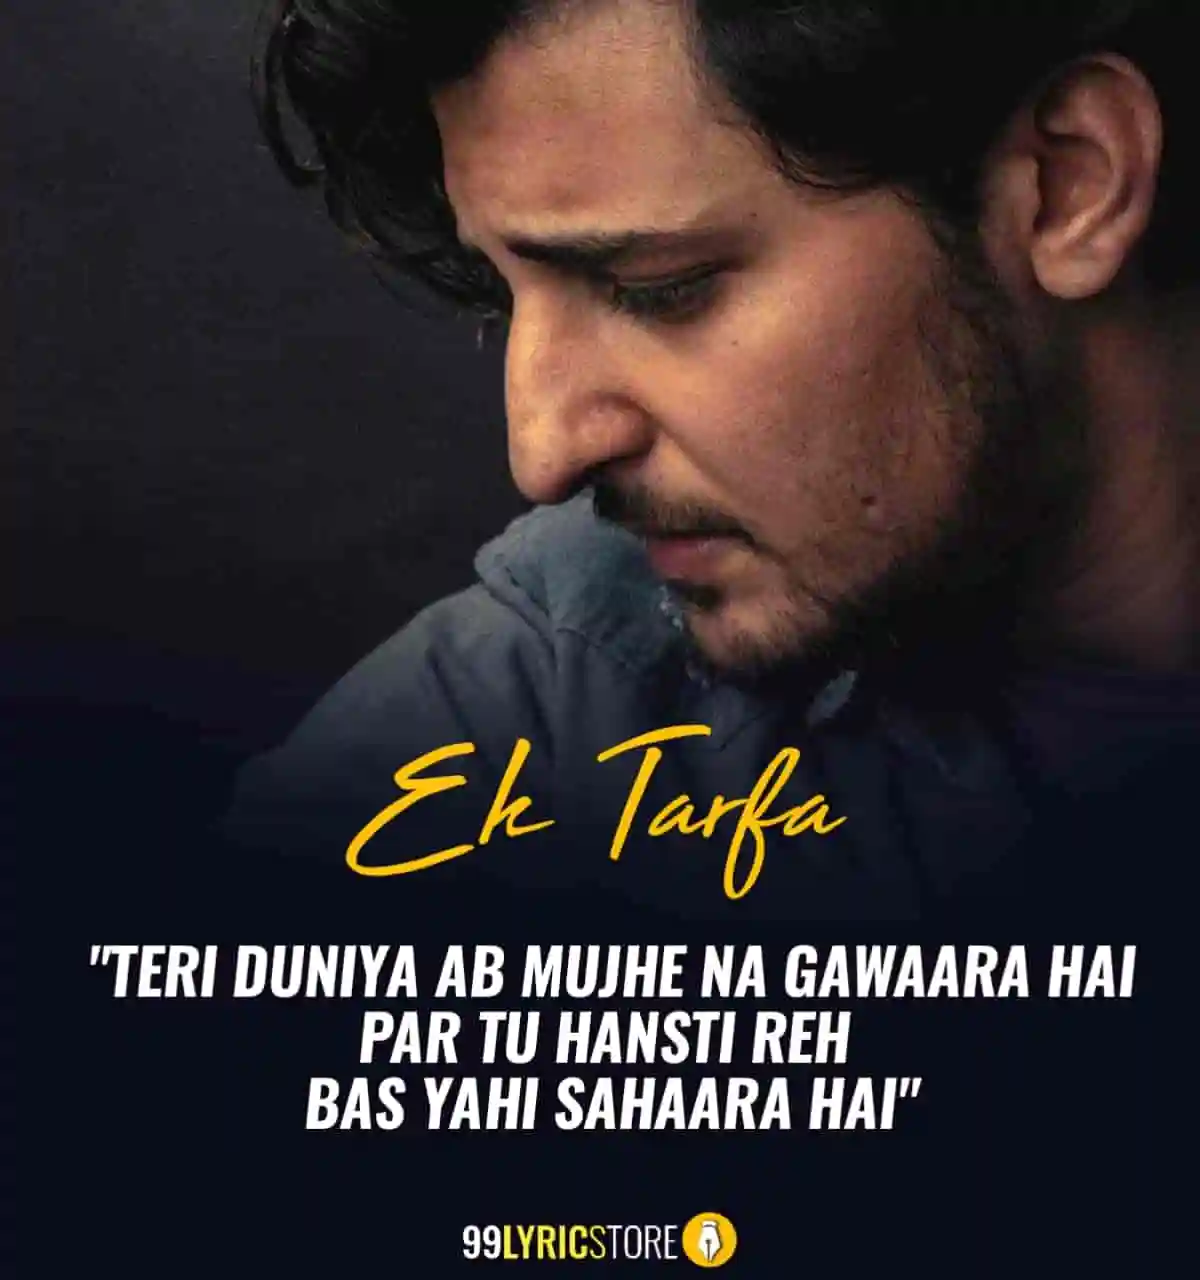 Ek Tarfa
"TERI DUNIYA AB MUJHE NA GAWAARA HAI
PAR TU HANSTI REH
BAS YAHI SAHAARA HAI"
99LYRICSTORE